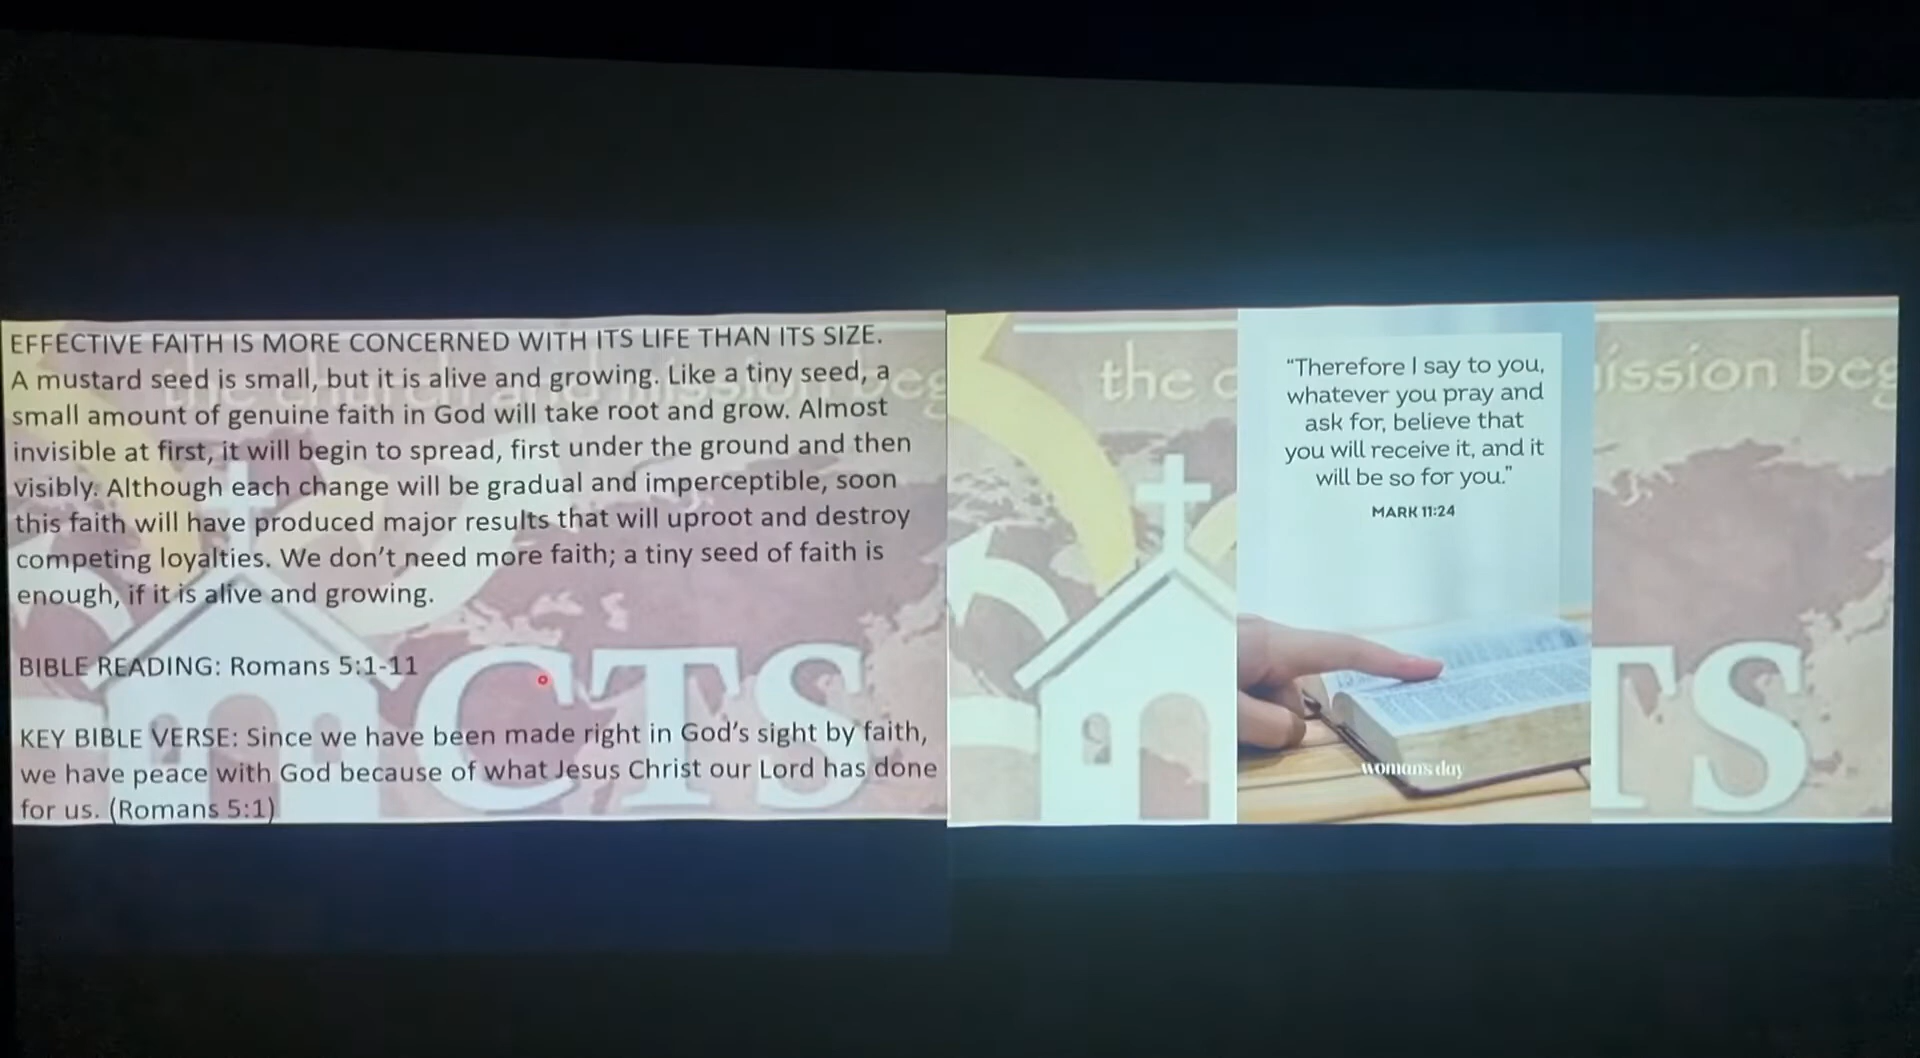 EFFECTIVE FAITH IS MORE CONCERNED WITH ITS LIFE THAN ITS SIZE.
A mustard seed is small, but it is alive and growing. Like a tiny seed, a
small amount of genuine faith in God will take root and grow. Almost
invisible at first, it will begin to spread, first under the ground and then
visibly. Although each change will be gradual and imperceptible, soon
this faith will have produced major results that will uproot and destroy
competing loyalties. We don't need more faith; a tiny seed of faith is
enough, if it is alive and growing.
BIBLE READING: Romans 5:1-11
KEY BIBLE VERSE: Since we have been made right in God's sight by faith,
we have peace with God because of what Jesus Christ our Lord has done
for us. (Romans 5:1)
CTS
the c
ission beg
"Therefore I say to you,
whatever you pray and
ask for, believe that
you will receive it, and it
will be so for you."
MARK 11:24
woman's day
TS